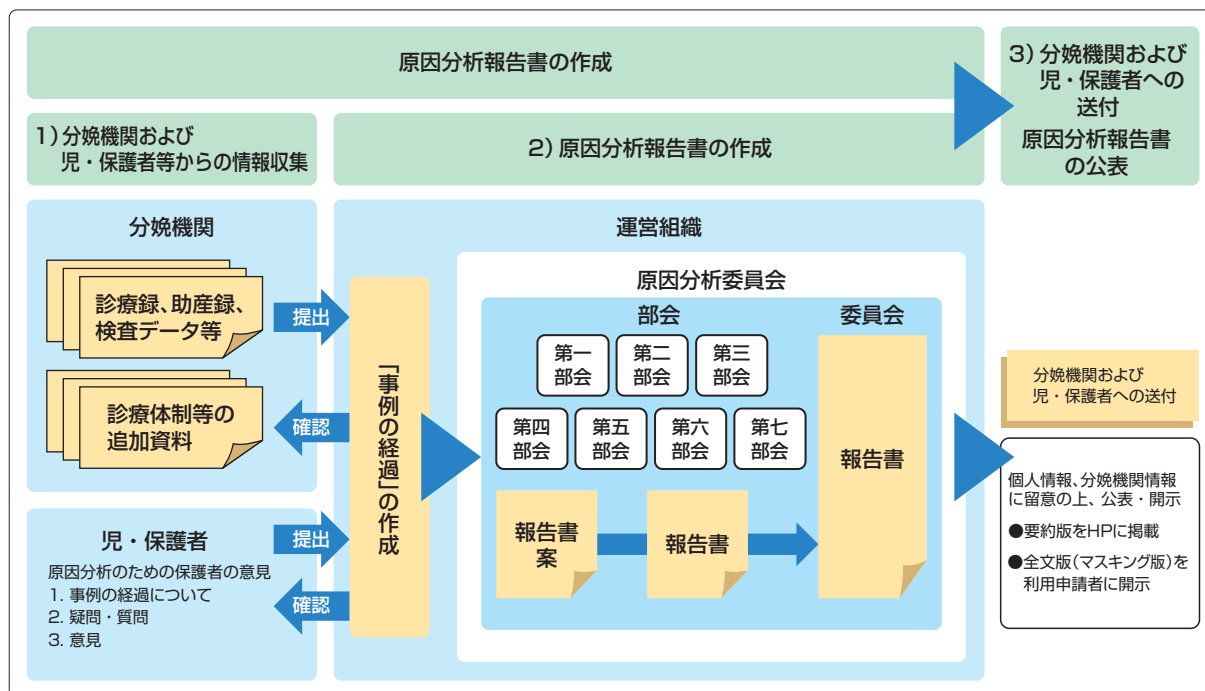 原因分析報告書の作成
3）分娩機関および
児・保護者への
送付
原因分析報告書
の公表
1）分娩機関および
児・保護者等からの情報収集
2）原因分析報告書の作成
分娩機関
診療録、助産録、
検査データ等
提出
診療体制等の
追加資料
確認
児・保護者
原因分析のための保護者の意見
1. 事例の経過について
2. 疑問・質問
3. 意見
提出
確認
運営組織
「事例の経過」の作成
原因分析委員会
部会
第一
部会
第二
部会
第三
部会
第四
部会
第五
部会
第六
部会
第七
部会
報告書
案
報告書
委員会
報告書
分娩機関および
児・保護者への送付
個人情報、分娩機関情報
に留意の上、公表・開示
●要約版をHPに掲載
●全文版（マスキング版）を
利用申請者に開示